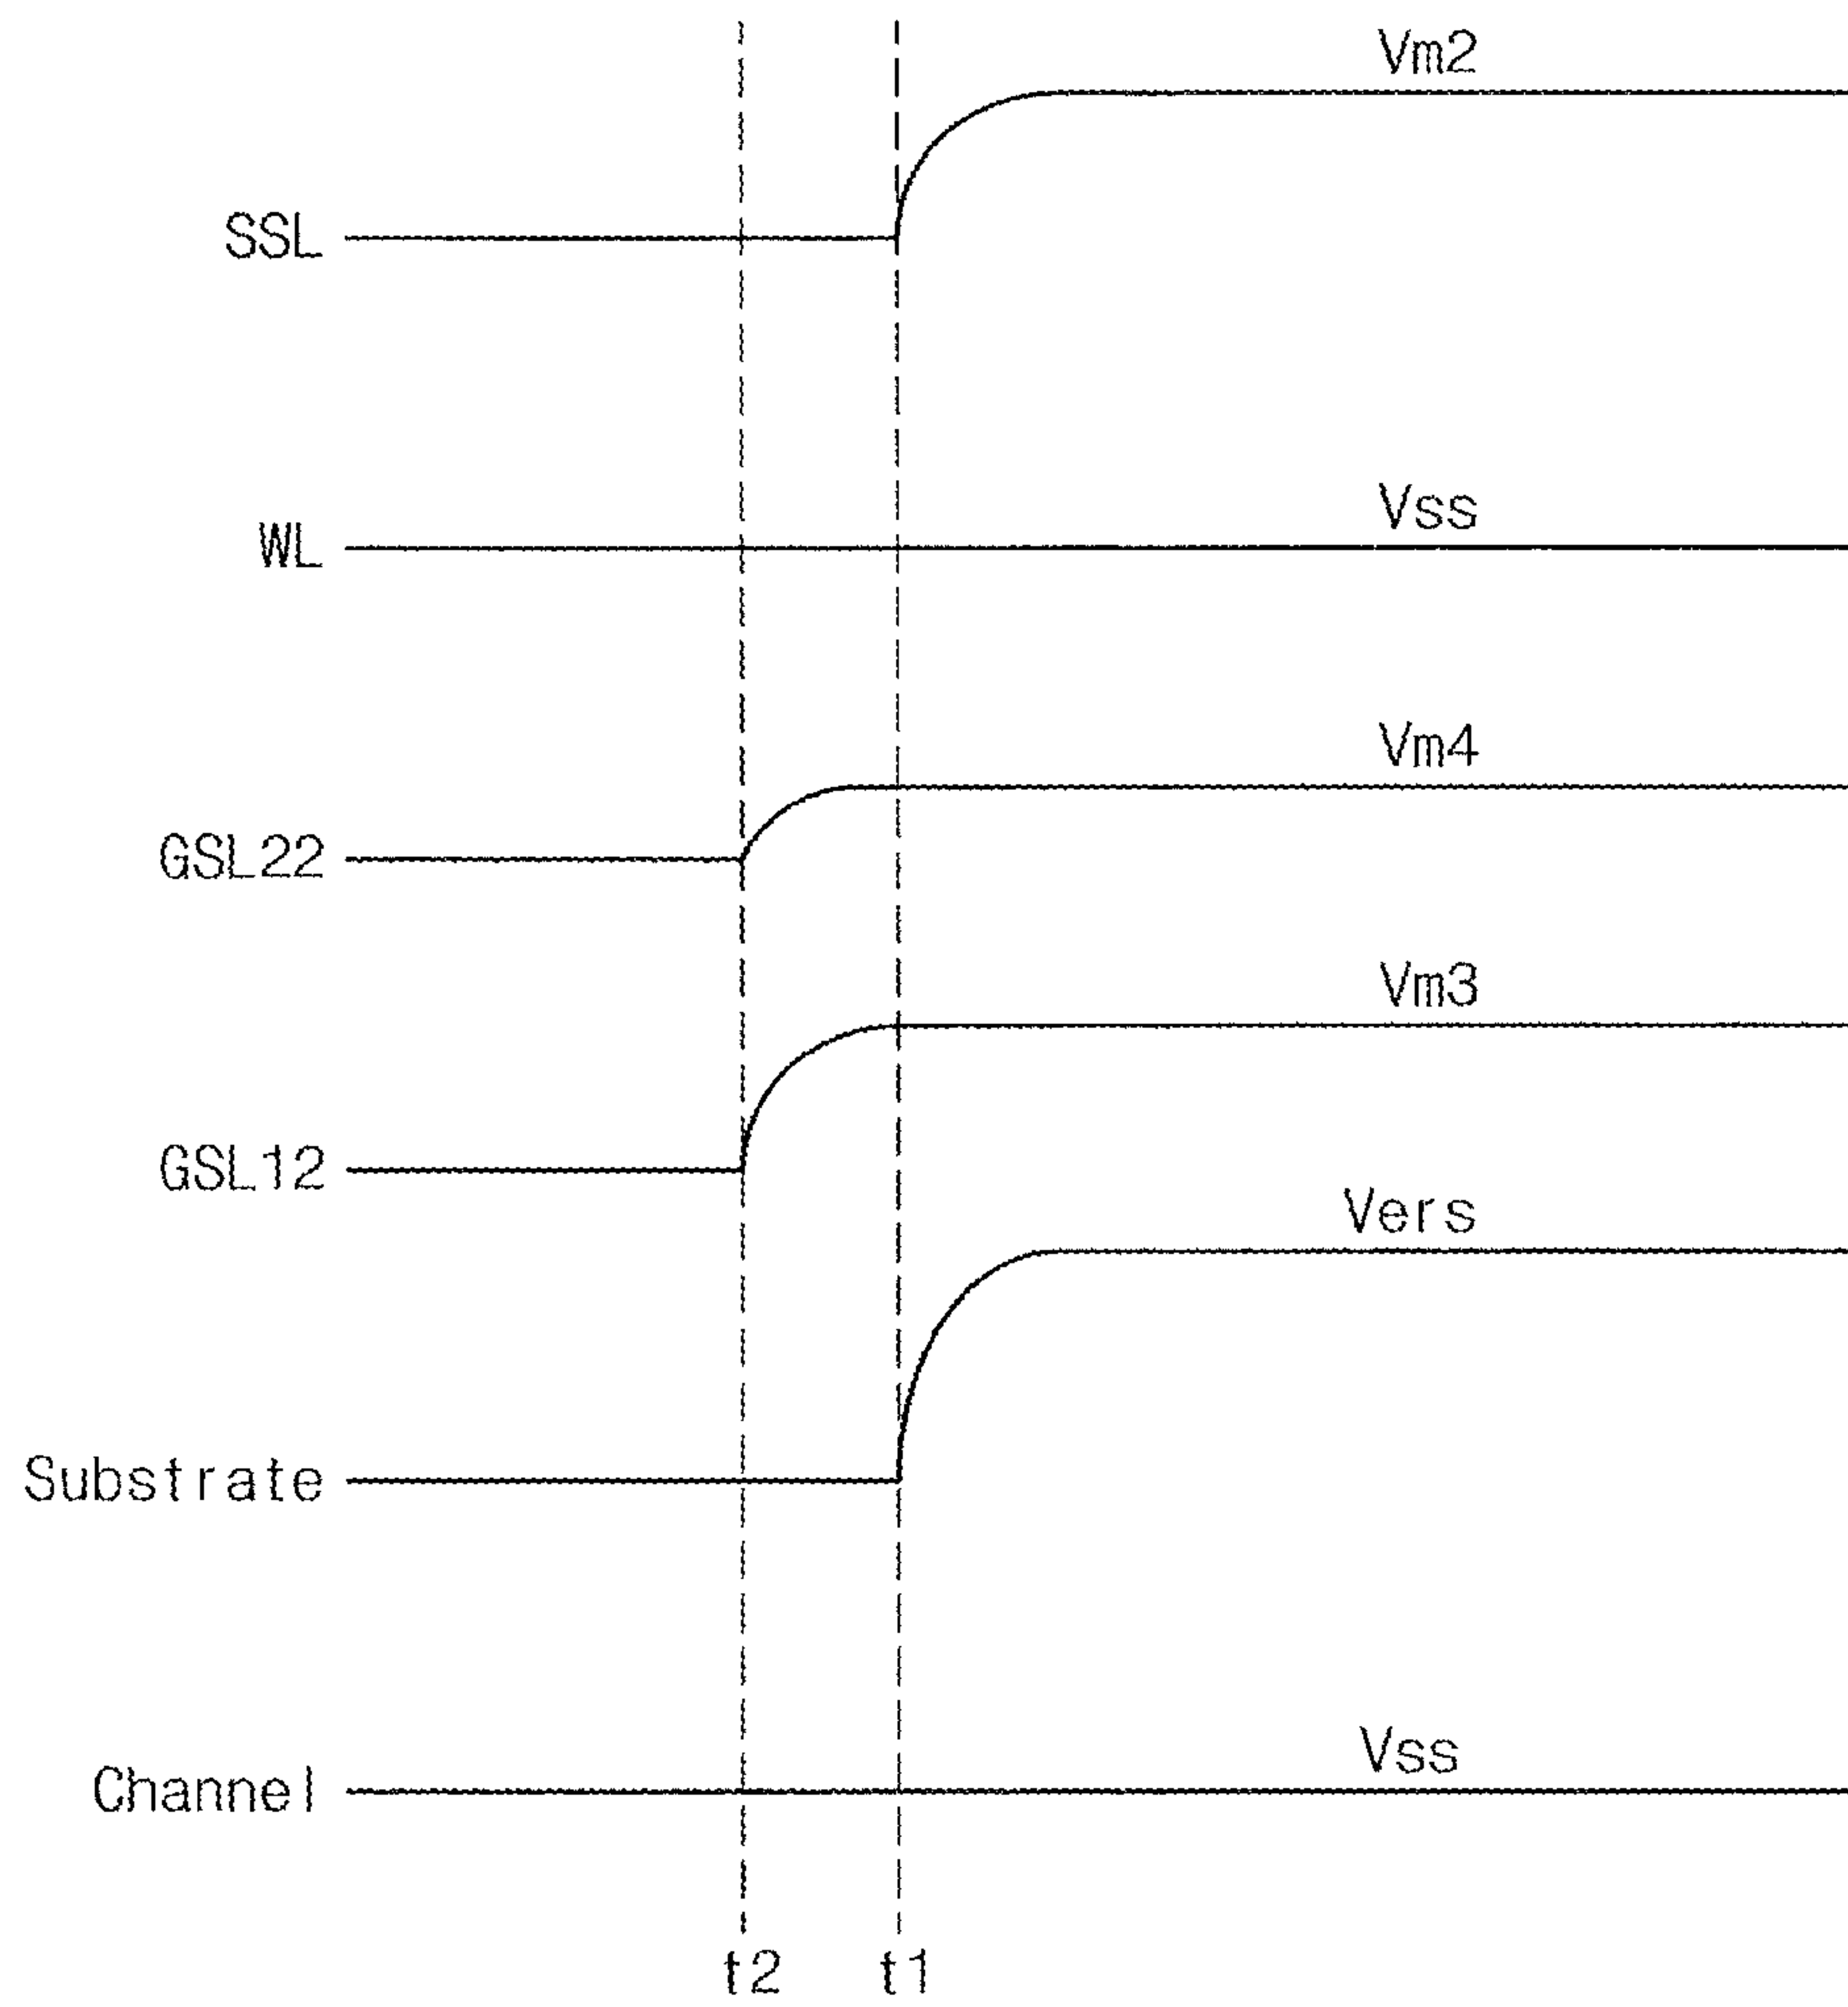 Vm2
SSL
Vss
WL
Vm4
GSL22
Vm3
GSL12
Vers
Substrate
Vss
Channel
t2 t1